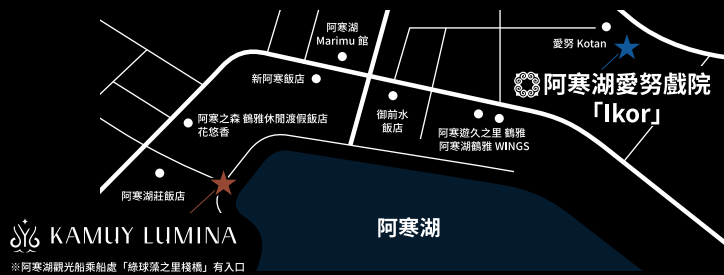 阿寒湖
Marimu 館
愛努 Kotan
新阿寒飯店
阿寒湖愛努戲院
「Ikor」
御前水
飯店
阿寒之森 鶴雅休閒渡假飯店
花悠香
阿寒遊久之里 鶴雅
阿寒湖鶴雅 WINGS
阿寒湖莊飯店
阿寒湖
KAMUY LUMINA
※阿寒湖觀光船乘船處「綠球藻之里棧橋」有入口